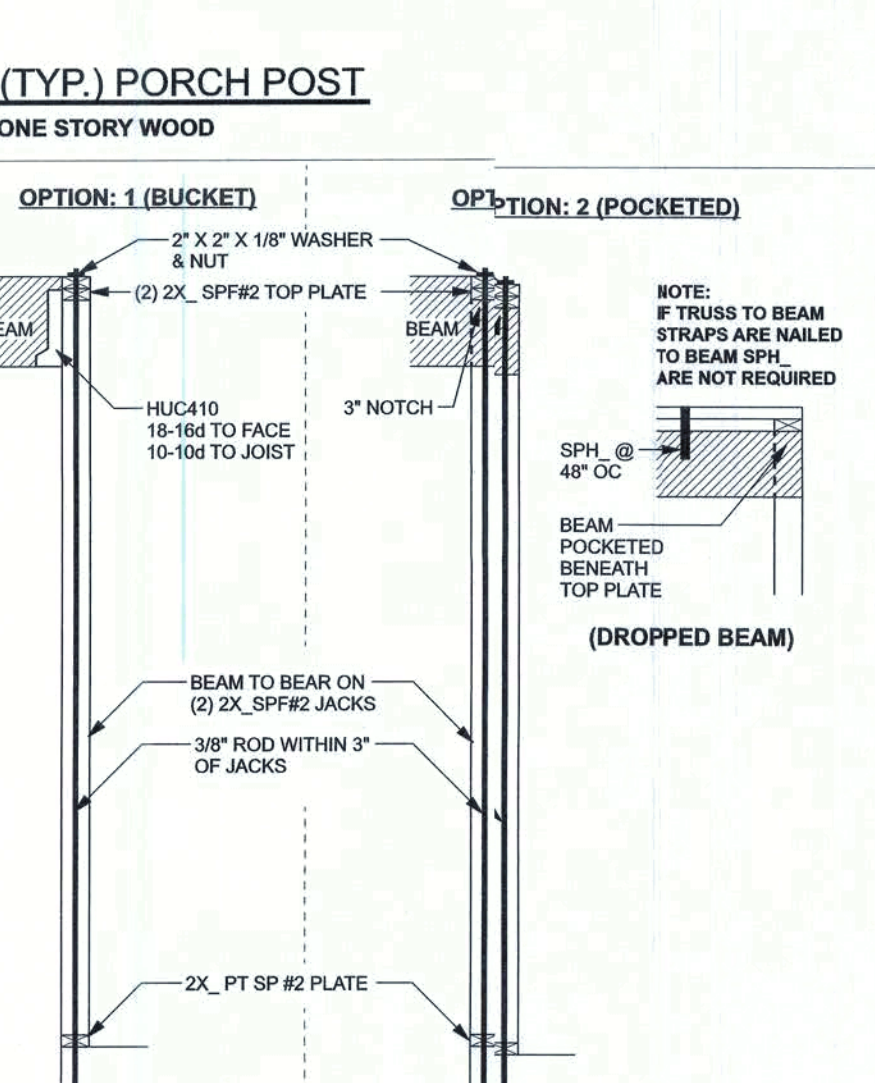 (TYP.) PORCH POST
ONE STORY WOOD
OPTION: 1 (BUCKET)
PTION: 2 (POCKETED)
2" X 2" X 1/8" WASHER
& NUT
(2) 2X_ SPF#2 TOP PLATE
BEAM
HUC410
18-16d TO FACE
10-10d TO JOIST
3" NOTCH
NOTE:
IF TRUSS TO BEAM
STRAPS ARE NAILED
TO BEAM SPH_
ARE NOT REQUIRED
SPH_ @
48" OC
BEAM
POCKETED
BENEATH
TOP PLATE
(DROPPED BEAM)
BEAM TO BEAR ON
(2) 2X_SPF#2 JACKS
3/8" ROD WITHIN 3"
OF JACKS
2X_ PT SP #2 PLATE